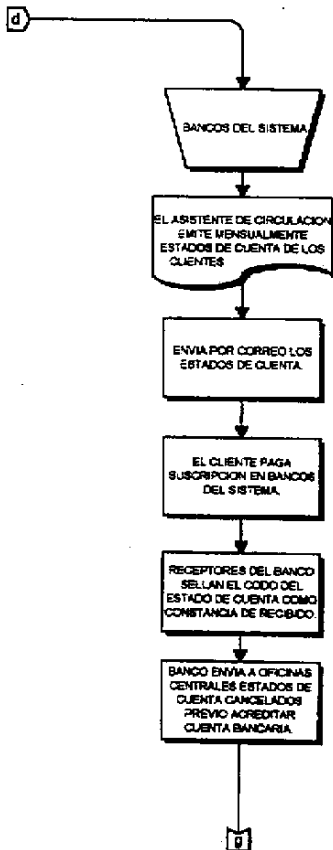 d
BANCOS DEL SISTEMA
EL ASISTENTE DE CIRCULACION
EMITE MENSUALMENTE
ESTADOS DE CUENTA DE LOS
CLIENTES
ENVIA POR CORREO LOS
ESTADOS DE CUENTA.
EL CLIENTE PAGA
SUSCRIPCION EN BANCOS
DEL SISTEMA.
RECEPTORES DEL BANCO
SELLAN EL CODO DEL
ESTADO DE CUENTA COMO
CONSTANCIA DE RECIBIDO.
BANCO ENVIA A OFICINAS
CENTRALES ESTADOS DE
CUENTA CANCELADOS
PREVIO ACREDITAR
CUENTA BANCARIA.
g